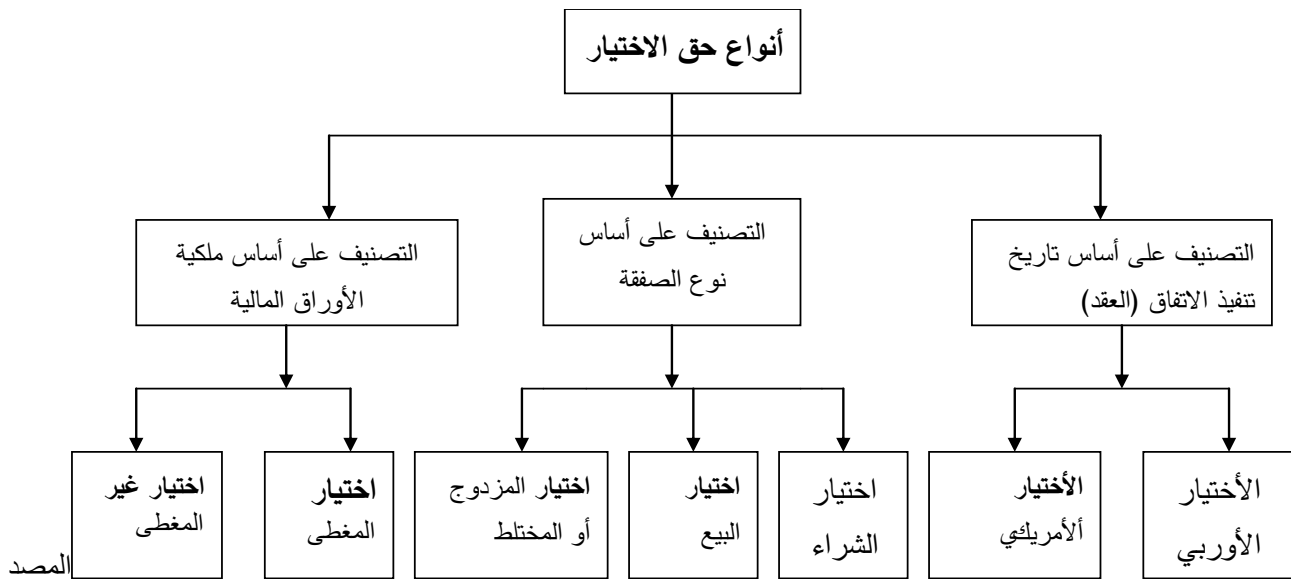 أنواع حق الاختيار
التصنيف على أساس تاريخ
تنفيذ الاتفاق (العقد)
التصنيف على أساس
نوع الصفقة
التصنيف على أساس ملكية
الأوراق المالية
الأختيار
الأوربي
الأختيار
ألأمريكي
اختيار
الشراء
اختيار
البيع
اختيار المزدوج
أو المختلط
اختيار
المغطى
اختيار غير
المغطى
المصد